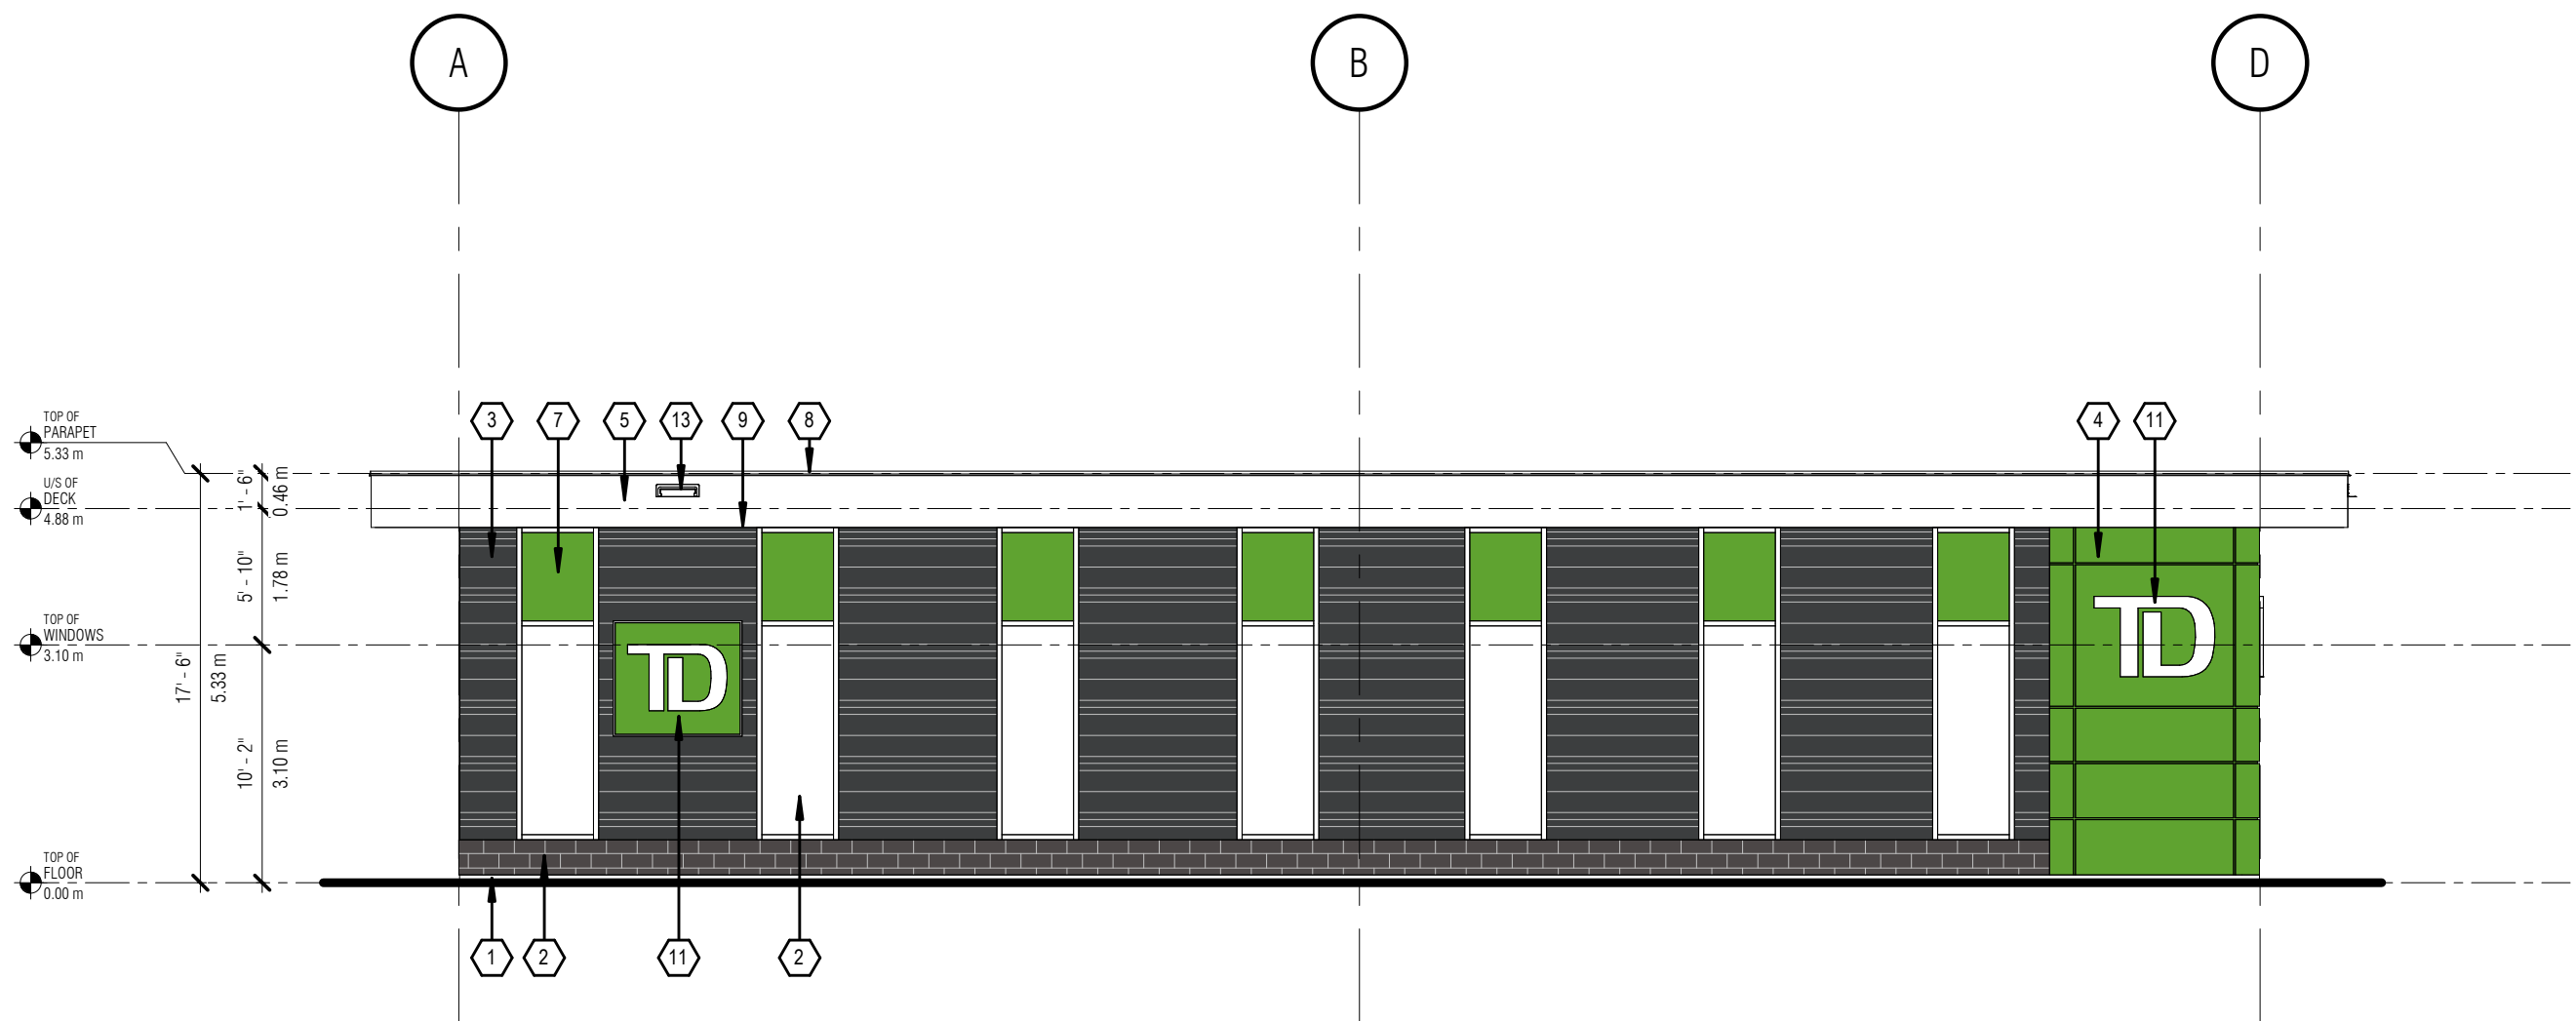 A B D
3 7 5 13 9 8 4 11
TOP OF
PARAPET
5.33 m
U/S OF
DECK
4.88 m
1' - 6"
0.46 m
5' - 10"
1.78 m
TOP OF
WINDOWS
3.10 m
17' - 6"
5.33 m
10' - 2"
3.10 m
TD
TD
TOP OF
FLOOR
0.00 m
1 2 11 2